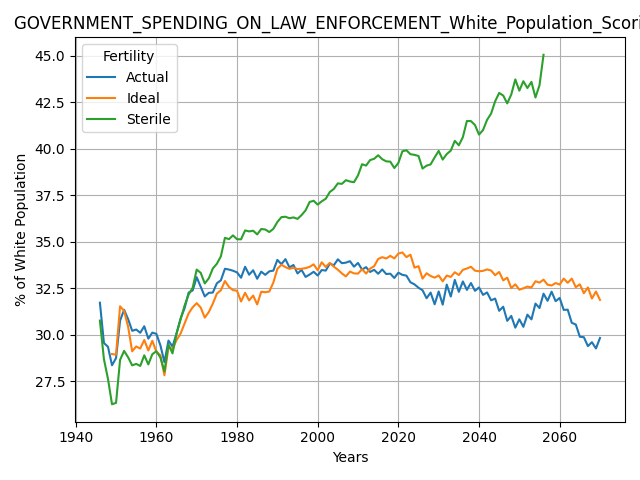 GOVERNMENT_SPENDING_ON_LAW_ENFORCEMENT_White_Population_Scori
Fertility
Actual
Ideal
Sterile
% of White Population
45.0
42.5
40.0
37.5
35.0
32.5
30.0
27.5
1940
1960
1980
2000
2020
2040
2060
Years